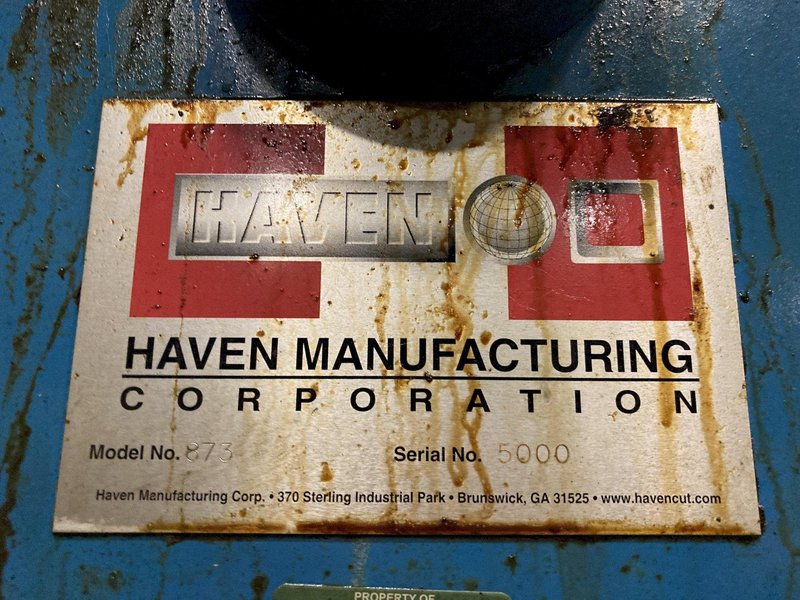 HAVEN
HAVEN MANUFACTURING
CORPORATION
Model No. 873 Serial No. 5000
Haven Manufacturing Corp. • 370 Sterling Industrial Park • Brunswick, GA 31525 • www.havencut.com
PROPERTY OF